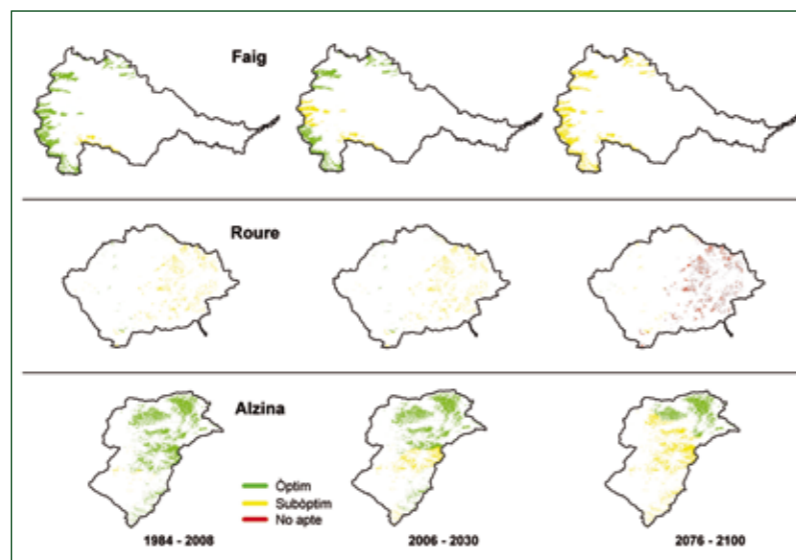 Faig
Roure
Alzina
Òptim
Subòptim
No apte
1984 - 2008
2006 - 2030
2076 - 2100